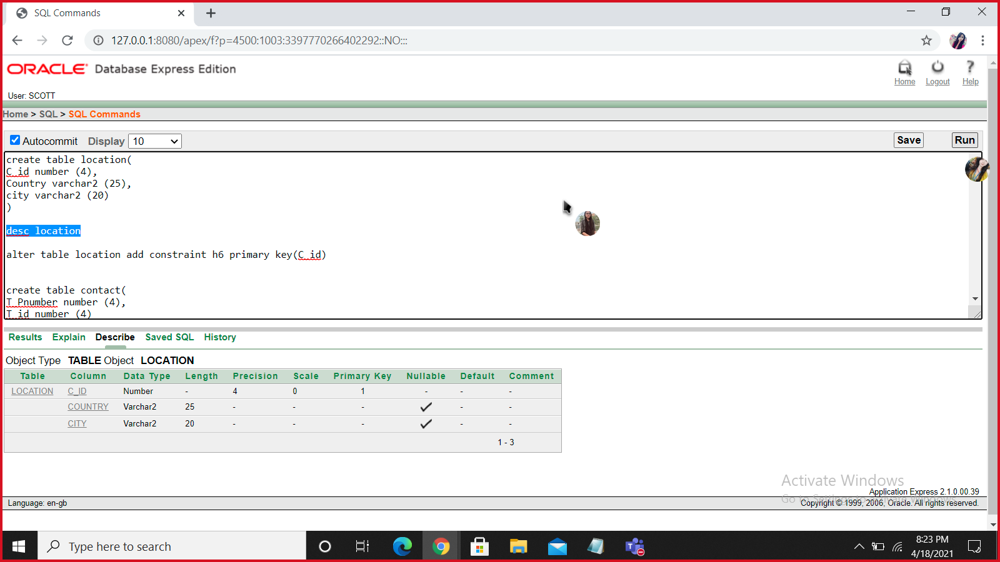 SQL Commands
127.0.0.1:8080/apex/f?p=4500:1003:3397770266402292::NO:::
ORACLE Database Express Edition
Home Logout Help
User: SCOTT
Home > SQL > SQL Commands
Autocommit Display 10 Save Run
create table location(
C_id number (4),
Country varchar2 (25),
city varchar2 (20)
)
desc location
alter table location add constraint h6 primary key(C_id)
create table contact(
T_Pnumber number (4),
T_id number (4)
Results Explain Describe Saved SQL History
Object Type TABLE Object LOCATION
Table Column Data Type Length Precision Scale Primary Key Nullable Default Comment
LOCATION C_ID Number - 4 0 1 - - -
COUNTRY Varchar2 25 - - - ✓ - -
CITY Varchar2 20 - - - ✓ - -
1 - 3
Activate Windows
Application Express 2.1.0.00.39
Go to Settings to activate Windows.
Language: en-gb Copyright © 1999, 2006, Oracle. All rights reserved.
Type here to search
8:23 PM
4/18/2021